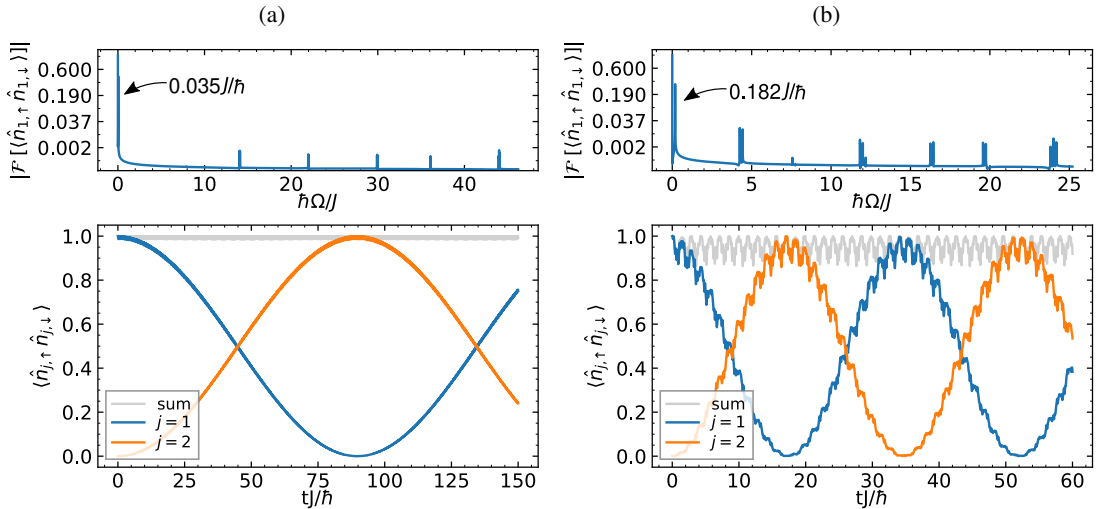 (a)
(b)
|ℱ [⟨n̂₁,↑ n̂₁,↓⟩]|
0.600
0.190
0.037
0.002
0.035J/ħ
0
20
40
ħΩ/J
|ℱ [⟨n̂₁,↑ n̂₁,↓⟩]|
0.600
0.190
0.037
0.002
0.182J/ħ
0
5
10
15
20
25
ħΩ/J
⟨n̂ⱼ,↑ n̂ⱼ,↓⟩
1.0
0.8
0.6
0.4
0.2
0.0
sum
j = 1
j = 2
0
25
50
75
100
125
150
tJ/ħ
⟨n̂ⱼ,↑ n̂ⱼ,↓⟩
1.0
0.8
0.6
0.4
0.2
0.0
sum
j = 1
j = 2
0
10
20
30
40
50
60
tJ/ħ